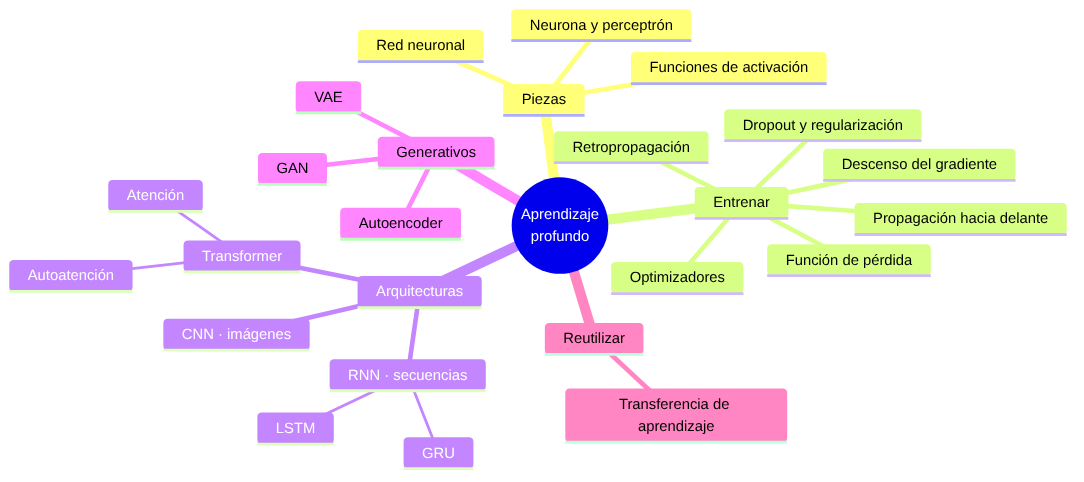 Neurona y perceptrón
Red neuronal
Funciones de activación
Piezas
VAE
Dropout y regularización
Retropropagación
Generativos
Descenso del gradiente
GAN
Atención
Entrenar
Aprendizaje
profundo
Propagación hacia delante
Autoencoder
Transformer
Función de pérdida
Autoatención
Optimizadores
Arquitecturas
CNN · imágenes
Reutilizar
RNN · secuencias
Transferencia de
aprendizaje
LSTM
GRU